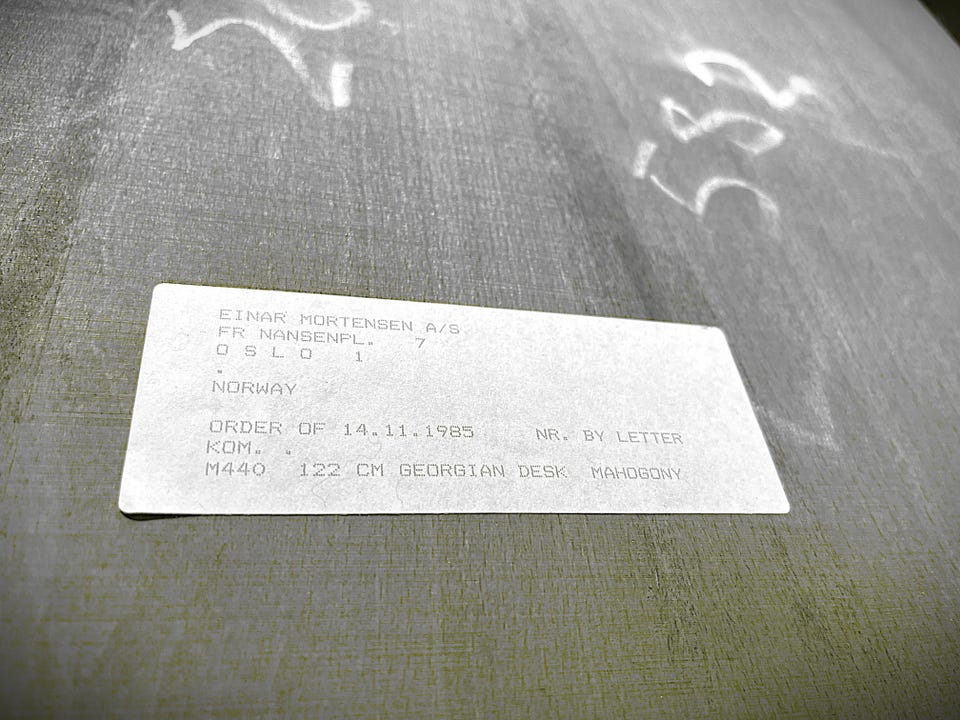 EINAR MORTENSEN A/S
FR NANSENPL. 7
O S L O 1
.
NORWAY
ORDER OF 14.11.1985 NR. BY LETTER
KOM. .
M440 122 CM GEORGIAN DESK MAHOGONY